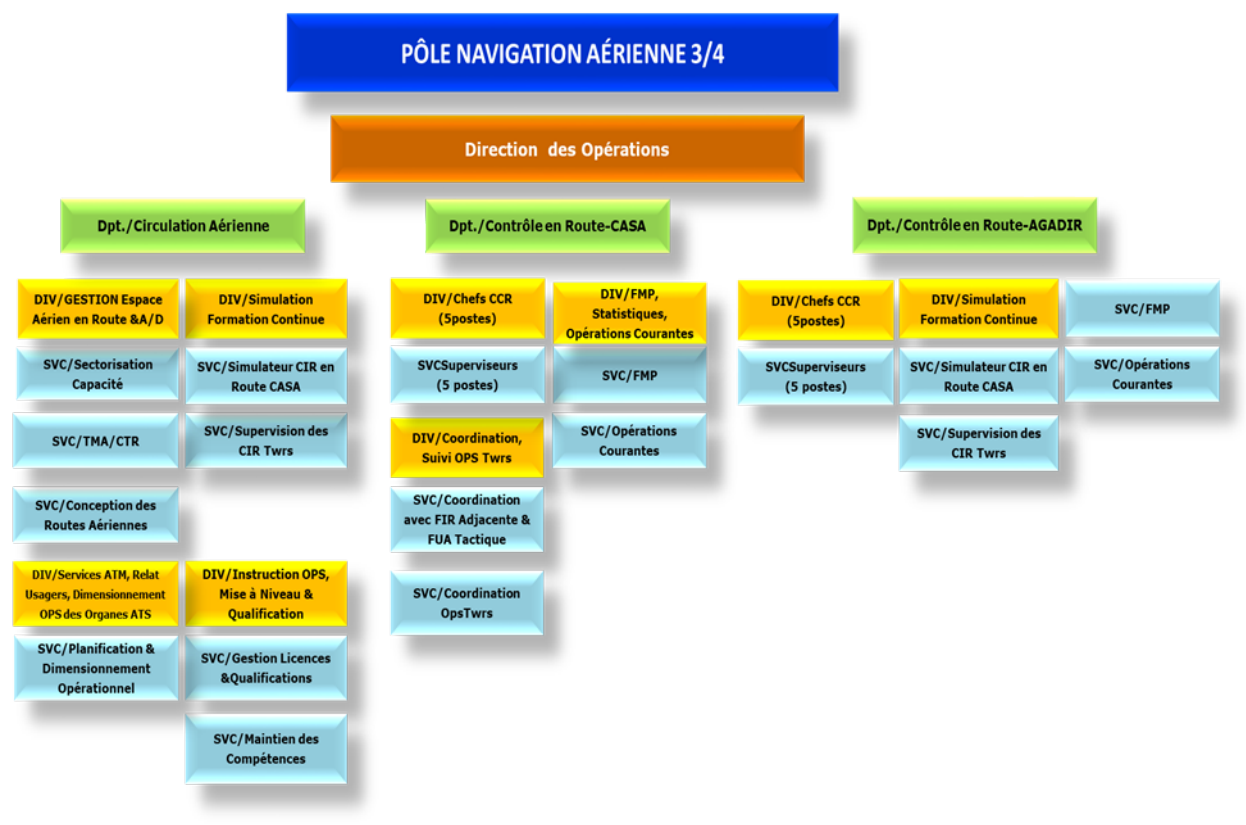 PÔLE NAVIGATION AÉRIENNE 3/4
Direction des Opérations
Dpt./Circulation Aérienne
DIV/GESTION Espace
Aérien en Route &A/D
SVC/Sectorisation
Capacité
SVC/TMA/CTR
SVC/Conception des
Routes Aériennes
DIV/Services ATM, Relat
Usagers, Dimensionnement
OPS des Organes ATS
SVC/Planification &
Dimensionnement
Opérationnel
DIV/Simulation
Formation Continue
SVC/Simulateur CIR en
Route CASA
SVC/Supervision des
CIR Twrs
DIV/Instruction OPS,
Mise à Niveau &
Qualification
SVC/Gestion Licences
&Qualifications
SVC/Maintien des
Compétences
Dpt./Contrôle en Route-CASA
DIV/Chefs CCR
(5postes)
SVCSuperviseurs
(5 postes)
DIV/Coordination,
Suivi OPS Twrs
SVC/Coordination
avec FIR Adjacente &
FUA Tactique
SVC/Coordination
OpsTwrs
DIV/FMP,
Statistiques,
Opérations Courantes
SVC/FMP
SVC/Opérations
Courantes
Dpt./Contrôle en Route-AGADIR
DIV/Chefs CCR
(5postes)
SVCSuperviseurs
(5 postes)
DIV/Simulation
Formation Continue
SVC/Simulateur CIR en
Route CASA
SVC/Supervision des
CIR Twrs
SVC/FMP
SVC/Opérations
Courantes